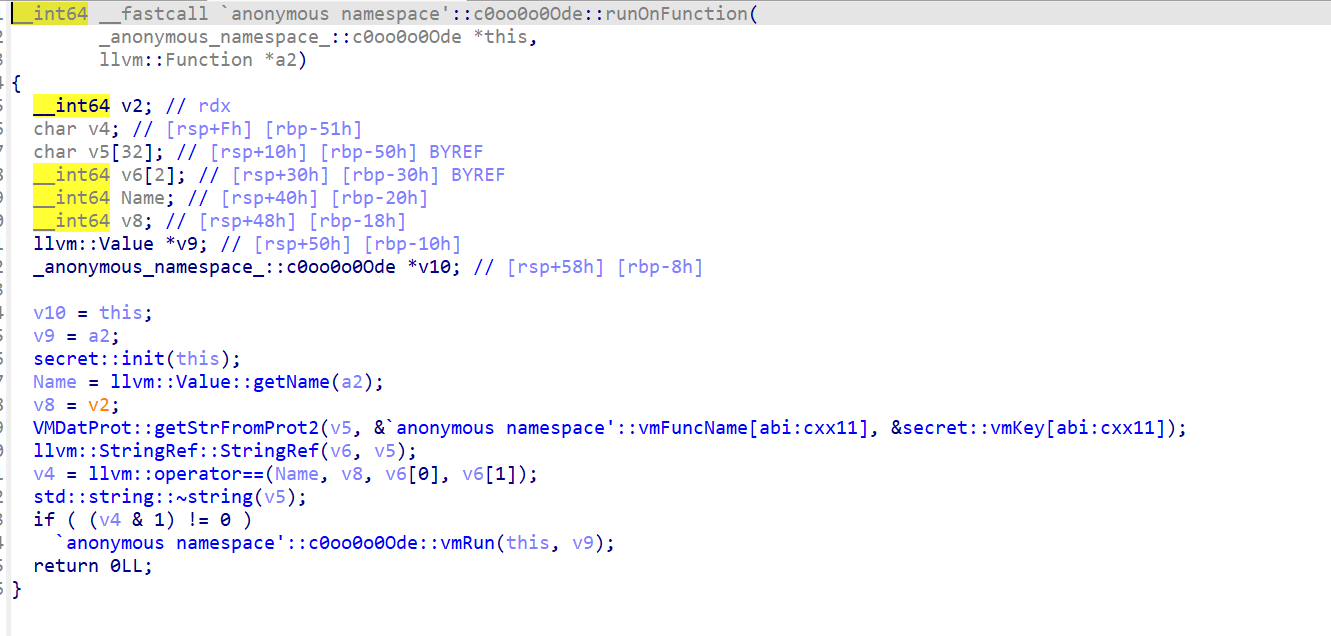 __int64 __fastcall `anonymous namespace'::c0oo0o0Ode::runOnFunction(
        _anonymous_namespace_::c0oo0o0Ode *this,
        llvm::Function *a2)
{
  __int64 v2; // rdx
  char v4; // [rsp+Fh] [rbp-51h]
  char v5[32]; // [rsp+10h] [rbp-50h] BYREF
  __int64 v6[2]; // [rsp+30h] [rbp-30h] BYREF
  __int64 Name; // [rsp+40h] [rbp-20h]
  __int64 v8; // [rsp+48h] [rbp-18h]
  llvm::Value *v9; // [rsp+50h] [rbp-10h]
  _anonymous_namespace_::c0oo0o0Ode *v10; // [rsp+58h] [rbp-8h]

  v10 = this;
  v9 = a2;
  secret::init(this);
  Name = llvm::Value::getName(a2);
  v8 = v2;
  VMDatProt::getStrFromProt2(v5, &`anonymous namespace'::vmFuncName[abi:cxx11], &secret::vmKey[abi:cxx11]);
  llvm::StringRef::StringRef(v6, v5);
  v4 = llvm::operator==(Name, v8, v6[0], v6[1]);
  std::string::~string(v5);
  if ( (v4 & 1) != 0 )
    `anonymous namespace'::c0oo0o0Ode::vmRun(this, v9);
  return 0LL;
}